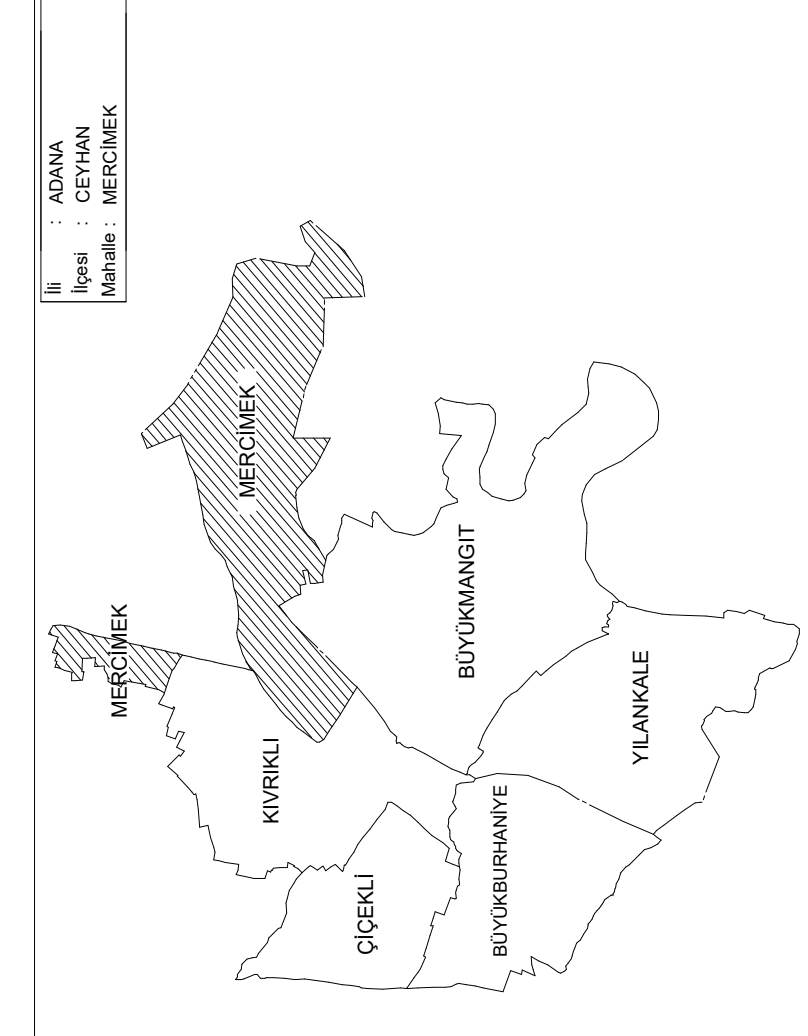 İli : ADANA
İlçesi : CEYHAN
Mahalle : MERCİMEK
MERCİMEK
MERCİMEK
KIVRIKLI
ÇİÇEKLİ
BÜYÜKMANGIT
BÜYÜKBURHANİYE
YILANKALE